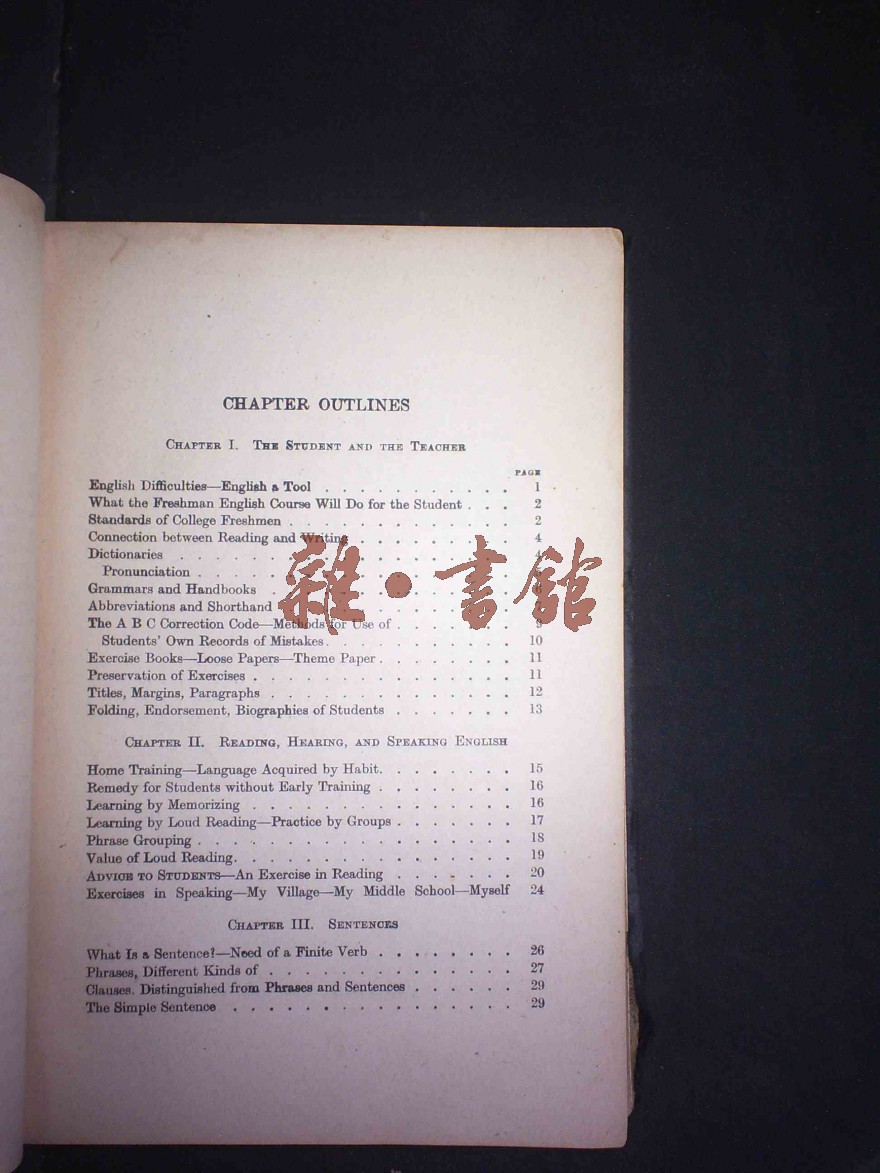 CHAPTER OUTLINES
CHAPTER I. THE STUDENT AND THE TEACHER
PAGE
English Difficulties—English a Tool . . . . . . . . . . . 1
What the Freshman English Course Will Do for the Student . . . 2
Standards of College Freshmen . . . . . . . . . . . . . 2
Connection between Reading and Writing . . . . . . . . . 4
Dictionaries . . . . . . . . . . . . . . . . . . . 4
Pronunciation . . . . . . . . . . . . . . . . . .
Grammars and Handbooks . . . . . . . . . . . . . . 6
Abbreviations and Shorthand . . . . . . . . . . . . .
The A B C Correction Code—Methods for Use of . . . . . . . 9
Students' Own Records of Mistakes. . . . . . . . . . . 10
Exercise Books—Loose Papers—Theme Paper . . . . . . . . 11
Preservation of Exercises . . . . . . . . . . . . . . . 11
Titles, Margins, Paragraphs . . . . . . . . . . . . . . 12
Folding, Endorsement, Biographies of Students . . . . . . . 13
雜·書館
CHAPTER II. READING, HEARING, AND SPEAKING ENGLISH
Home Training—Language Acquired by Habit. . . . . . . . 15
Remedy for Students without Early Training . . . . . . . . 16
Learning by Memorizing . . . . . . . . . . . . . . . 16
Learning by Loud Reading—Practice by Groups . . . . . . . 17
Phrase Grouping . . . . . . . . . . . . . . . . . . 18
Value of Loud Reading. . . . . . . . . . . . . . . . 19
ADVICE TO STUDENTS—An Exercise in Reading . . . . . . . 20
Exercises in Speaking—My Village—My Middle School—Myself 24
CHAPTER III. SENTENCES
What Is a Sentence?—Need of a Finite Verb . . . . . . . . 26
Phrases, Different Kinds of . . . . . . . . . . . . . . 27
Clauses. Distinguished from Phrases and Sentences . . . . . . 29
The Simple Sentence . . . . . . . . . . . . . . . . 29